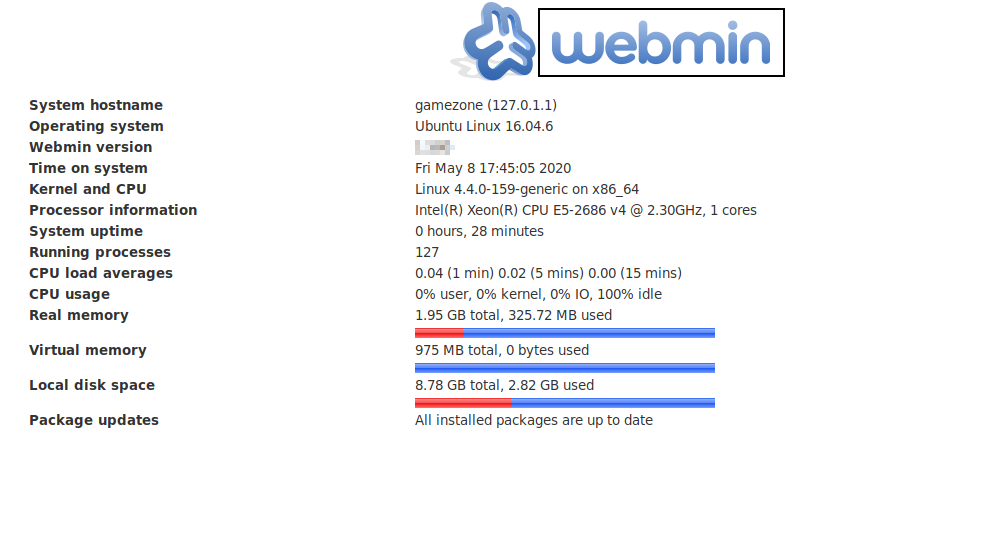 webmin
System hostname gamezone (127.0.1.1)
Operating system Ubuntu Linux 16.04.6
Webmin version
Time on system Fri May 8 17:45:05 2020
Kernel and CPU Linux 4.4.0-159-generic on x86_64
Processor information Intel(R) Xeon(R) CPU E5-2686 v4 @ 2.30GHz, 1 cores
System uptime 0 hours, 28 minutes
Running processes 127
CPU load averages 0.04 (1 min) 0.02 (5 mins) 0.00 (15 mins)
CPU usage 0% user, 0% kernel, 0% IO, 100% idle
Real memory 1.95 GB total, 325.72 MB used
Virtual memory 975 MB total, 0 bytes used
Local disk space 8.78 GB total, 2.82 GB used
Package updates All installed packages are up to date